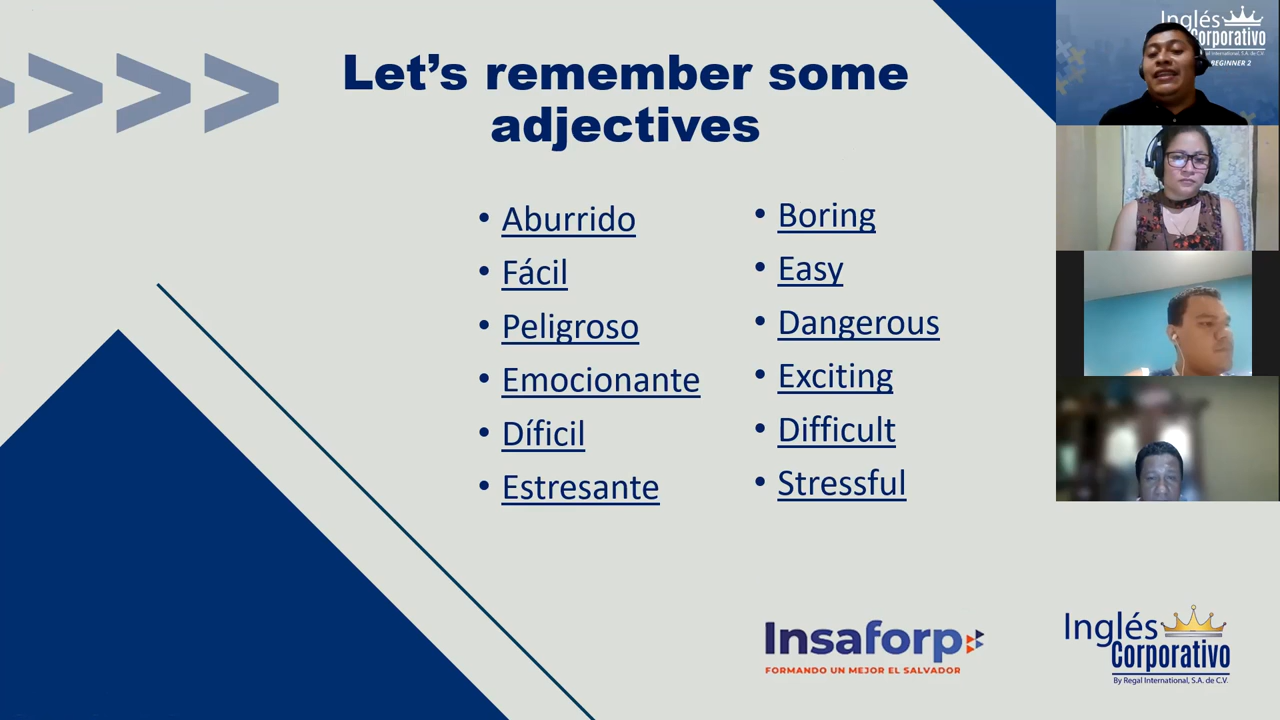 Let’s remember some
adjectives
• Aburrido
• Fácil
• Peligroso
• Emocionante
• Díficil
• Estresante
• Boring
• Easy
• Dangerous
• Exciting
• Difficult
• Stressful
Insaforp
FORMANDO UN MEJOR EL SALVADOR
Inglés
Corporativo
By Regal International, S.A. de C.V.
Inglés
Corporativo
BEGINNER 2